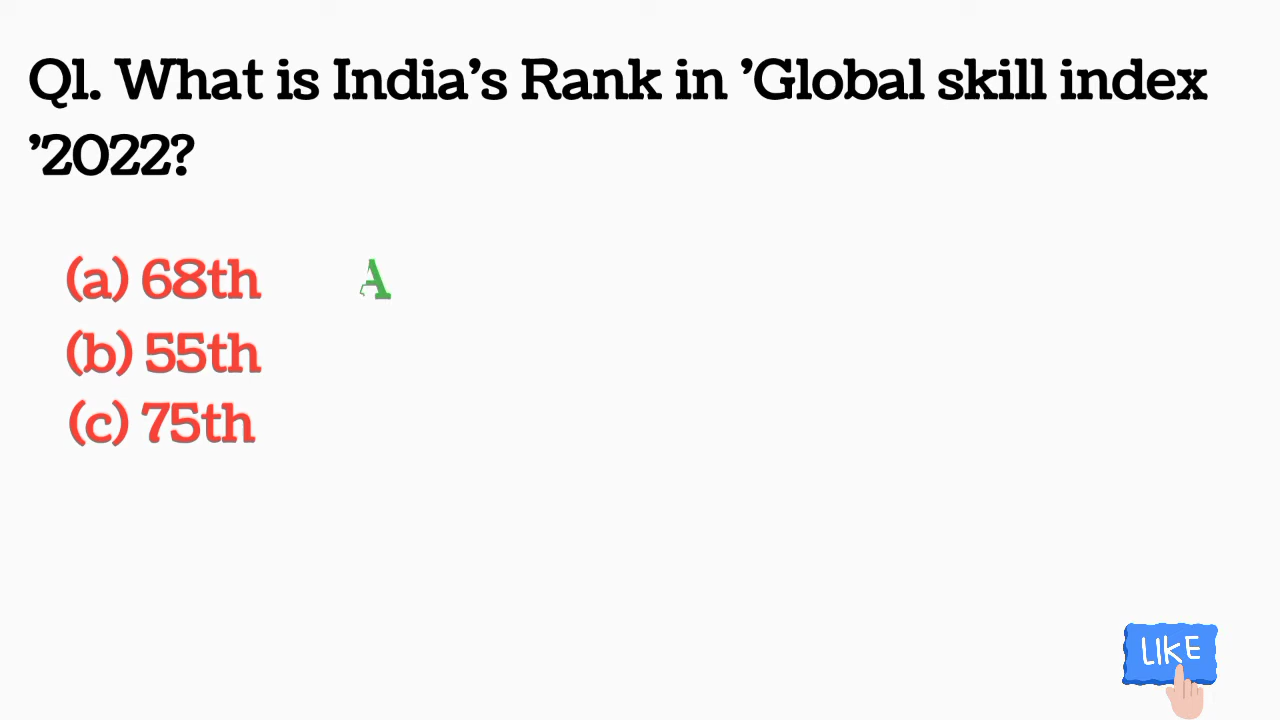 Q1. What is India’s Rank in ’Global skill index
’2022?
(a) 68th A
(b) 55th
(c) 75th
LIKE